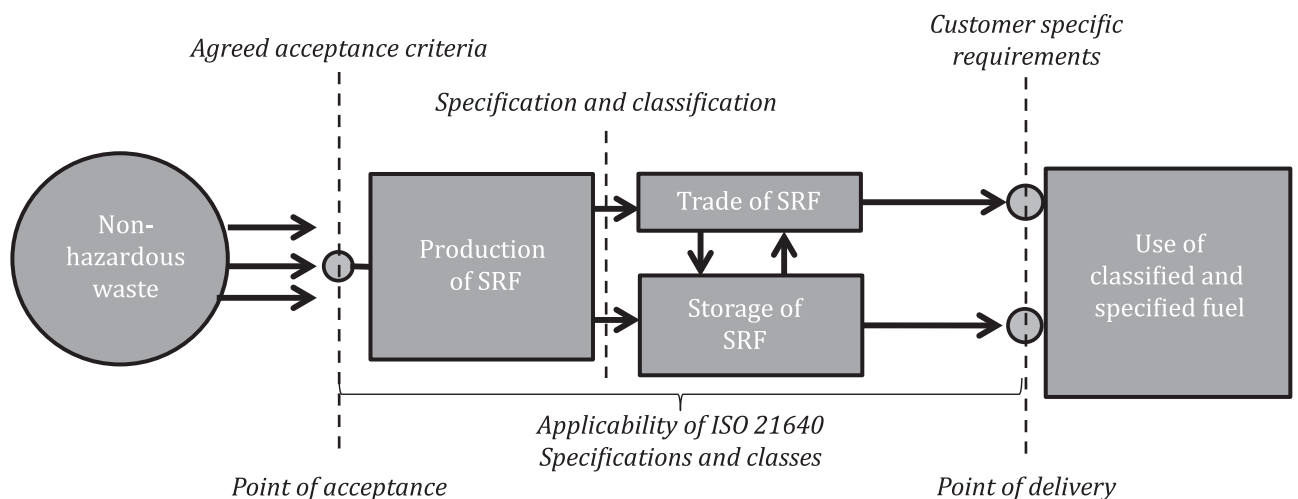 Customer specific
requirements
Agreed acceptance criteria
Specification and classification
Non-
hazardous
waste
Production
of SRF
Trade of SRF
Storage of
SRF
Use of
classified and
specified fuel
Applicability of ISO 21640
Specifications and classes
Point of acceptance
Point of delivery